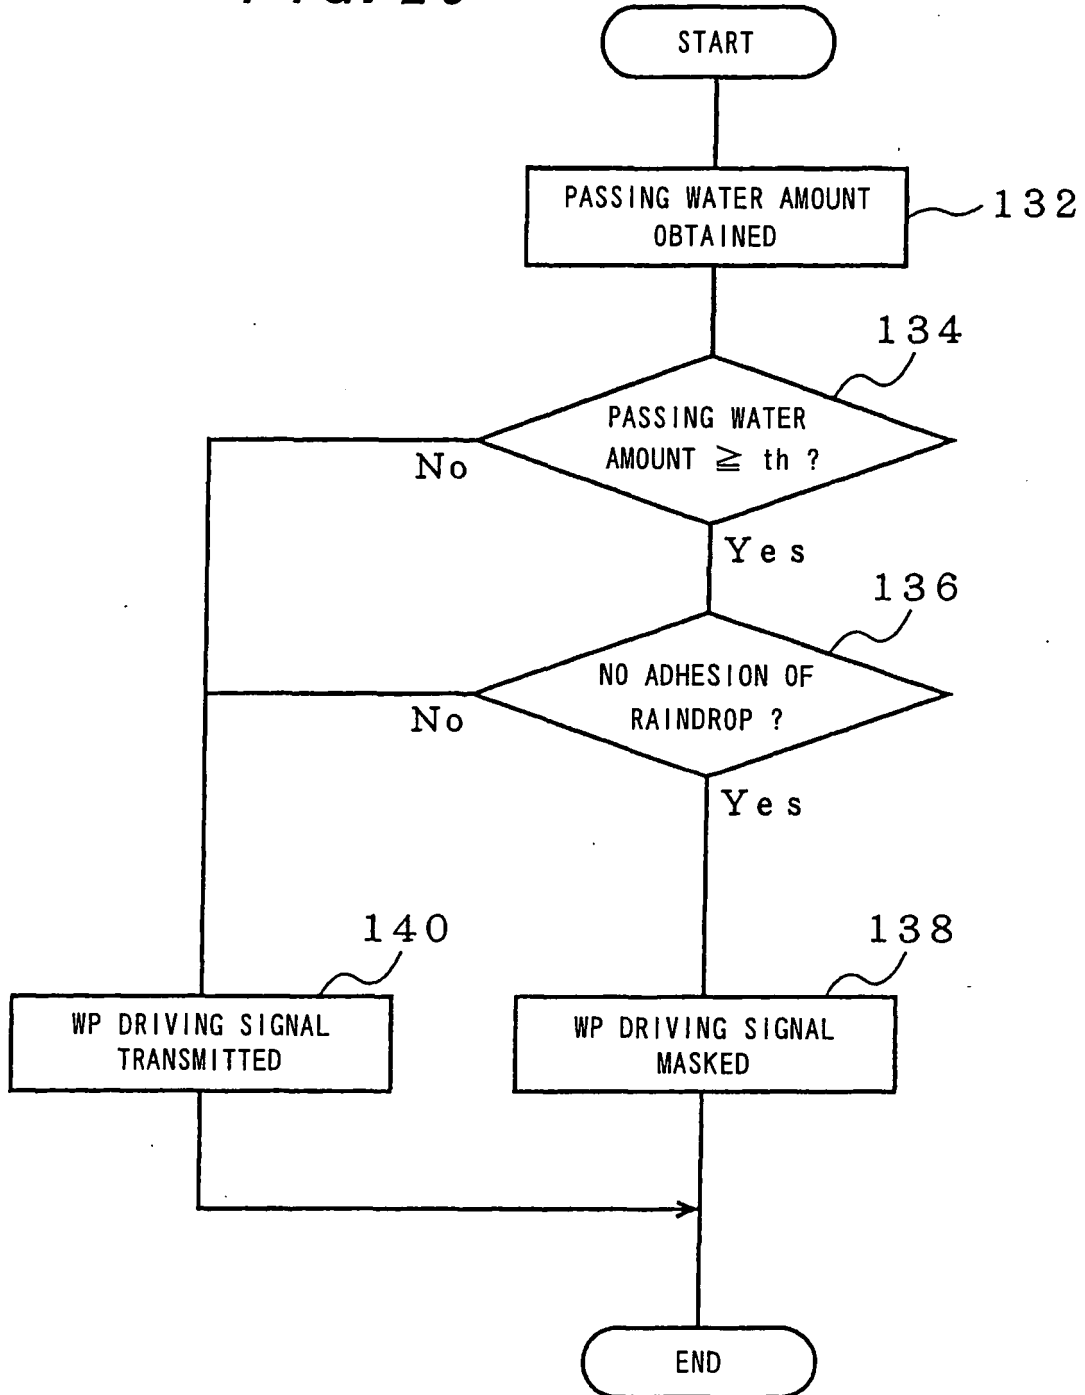 START
PASSING WATER AMOUNT
OBTAINED
132
134
PASSING WATER
AMOUNT ≧ th ?
No
Yes
136
NO ADHESION OF
RAINDROP ?
No
Yes
140
138
WP DRIVING SIGNAL
TRANSMITTED
WP DRIVING SIGNAL
MASKED
END